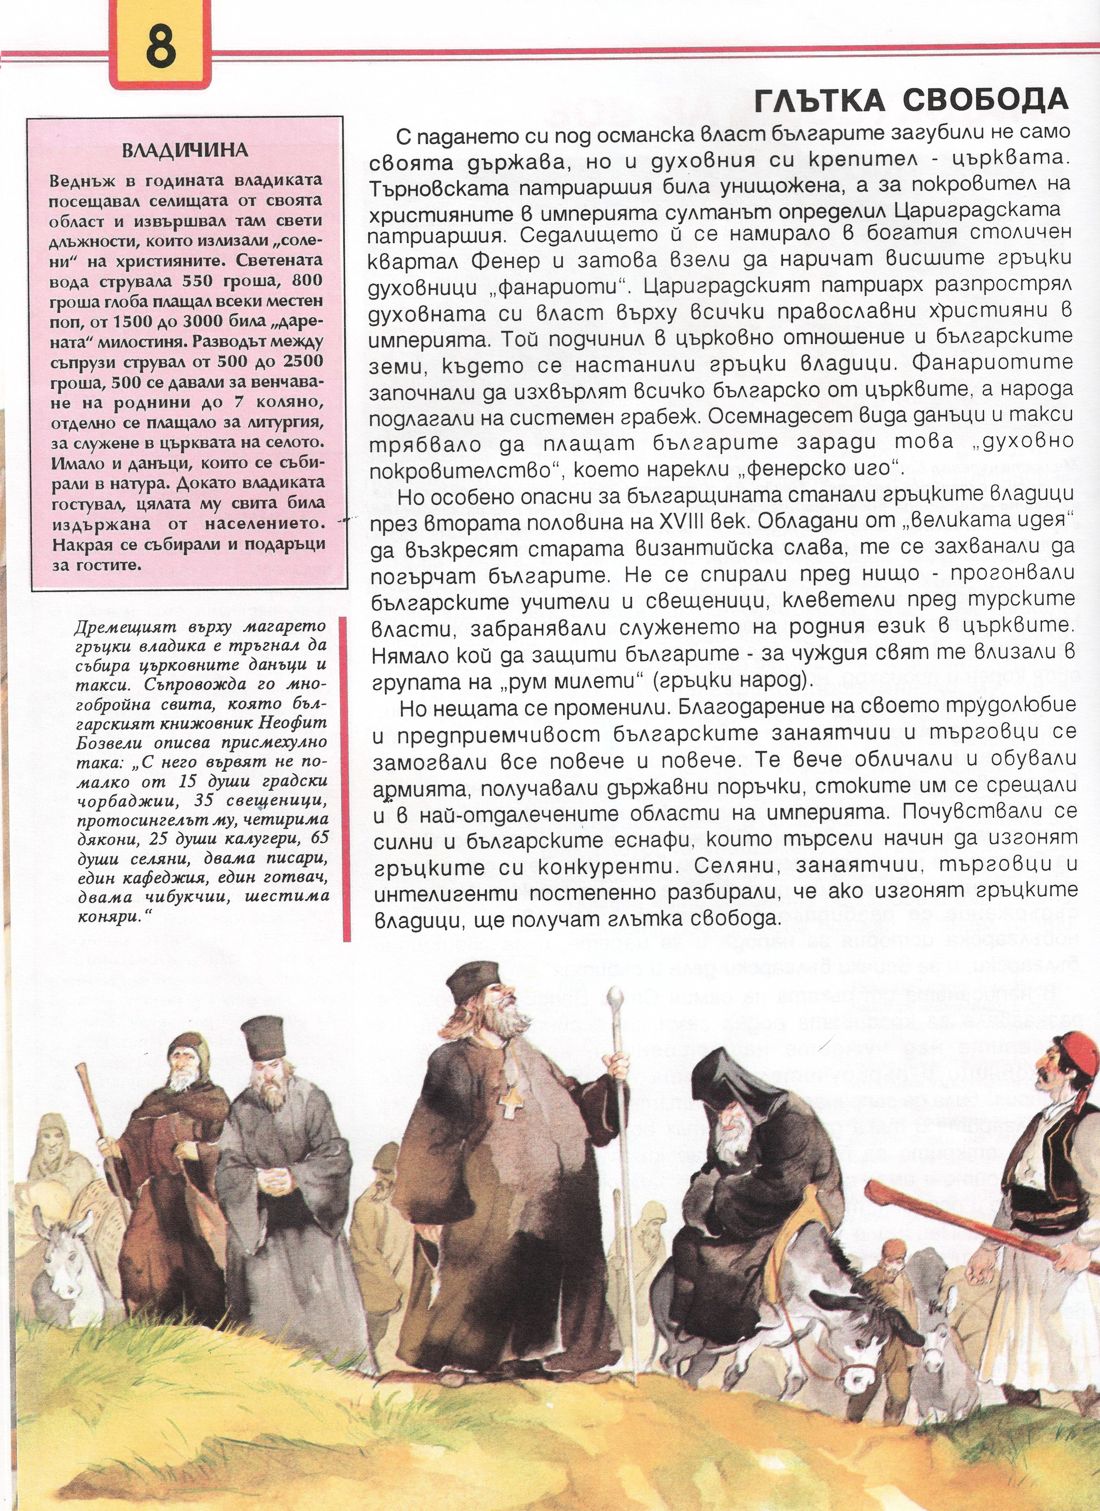 8
ГЛЪТКА СВОБОДА
ВЛАДИЧИНА
Веднъж в годината владиката
посещавал селищата от своята
област и извършвал там свети
длъжности, които излизали „соле-
ни“ на християните. Светената
вода струвала 550 гроша, 800
гроша глоба плащал всеки местен
поп, от 1500 до 3000 била „даре-
ната“ милостиня. Разводът между
съпрузи струвал от 500 до 2500
гроша, 500 се давали за венчава-
не на роднини до 7 коляно,
отделно се плащало за литургия,
за служене в църквата на селото.
Имало и данъци, които се съби-
рали в натура. Докато владиката
гостувал, цялата му свита била
издържана от населението.
Накрая се събирали и подаръци
за гостите.
Дремещият върху магарето
гръцки владика е тръгнал да
събира църковните данъци и
такси. Съпровожда го мно-
гобройна свита, която бъл-
гарският книжовник Неофит
Бозвели описва присмехулно
така: „С него вървят не по-
малко от 15 души градски
чорбаджии, 35 свещеници,
протосингелът му, четирима
дякони, 25 души калугери, 65
души селяни, двама писари,
един кафеджия, един готвач,
двама чибукчии, шестима
коняри.“
С падането си под османска власт българите загубили не само
своята държава, но и духовния си крепител - църквата.
Търновската патриаршия била унищожена, а за покровител на
християните в империята султанът определил Цариградската
патриаршия. Седалището ѝ се намирало в богатия столичен
квартал Фенер и затова взели да наричат висшите гръцки
духовници „фанариоти“. Цариградският патриарх разпрострял
духовната си власт върху всички православни християни в
империята. Той подчинил в църковно отношение и българските
земи, където се настанили гръцки владици. Фанариотите
започнали да изхвърлят всичко българско от църквите, а народа
подлагали на системен грабеж. Осемнадесет вида данъци и такси
трябвало да плащат българите заради това „духовно
покровителство“, което нарекли „фенерско иго“.
Но особено опасни за българщината станали гръцките владици
през втората половина на XVIII век. Обладани от „великата идея“
да възкресят старата византийска слава, те се захванали да
погърчат българите. Не се спирали пред нищо - прогонвали
българските учители и свещеници, клеветели пред турските
власти, забранявали служенето на родния език в църквите.
Нямало кой да защити българите - за чуждия свят те влизали в
групата на „рум милети“ (гръцки народ).
Но нещата се променили. Благодарение на своето трудолюбие
и предприемчивост българските занаятчии и търговци се
замогвали все повече и повече. Те вече обличали и обували
армията, получавали държавни поръчки, стоките им се срещали
и в най-отдалечените области на империята. Почувствали се
силни и българските еснафи, които търсели начин да изгонят
гръцките си конкуренти. Селяни, занаятчии, търговци и
интелигенти постепенно разбирали, че ако изгонят гръцките
владици, ще получат глътка свобода.